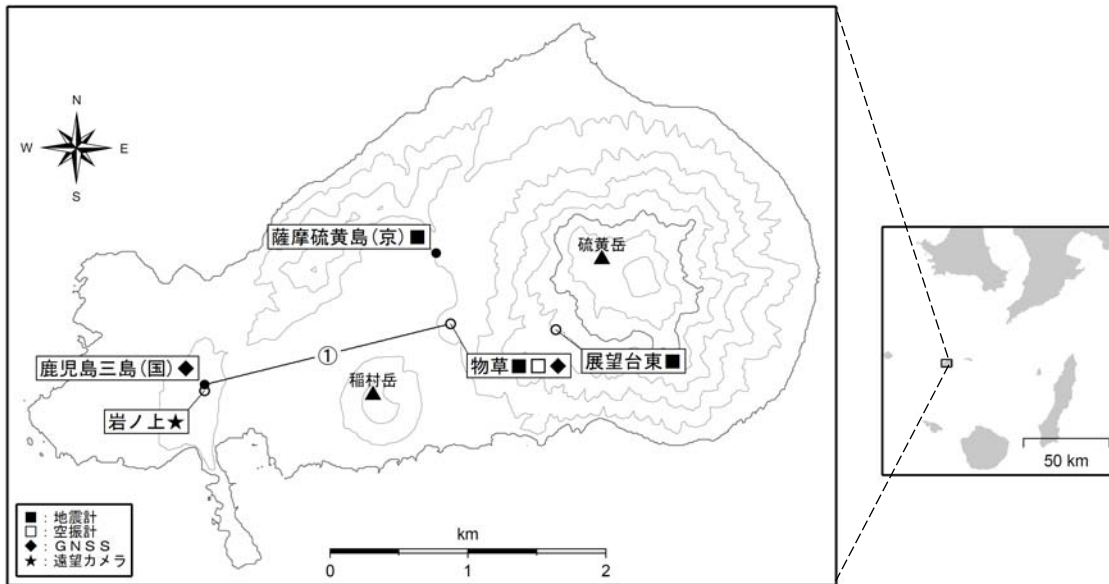 N
W E
S
薩摩硫黄島(京)■
硫黄岳
①
鹿児島三島(国)◆
物草■□◆
展望台東■
稲村岳
岩ノ上★
■:地震計
□:空振計
◆:GNSS
★:遠望カメラ
km
0 1 2
50 km